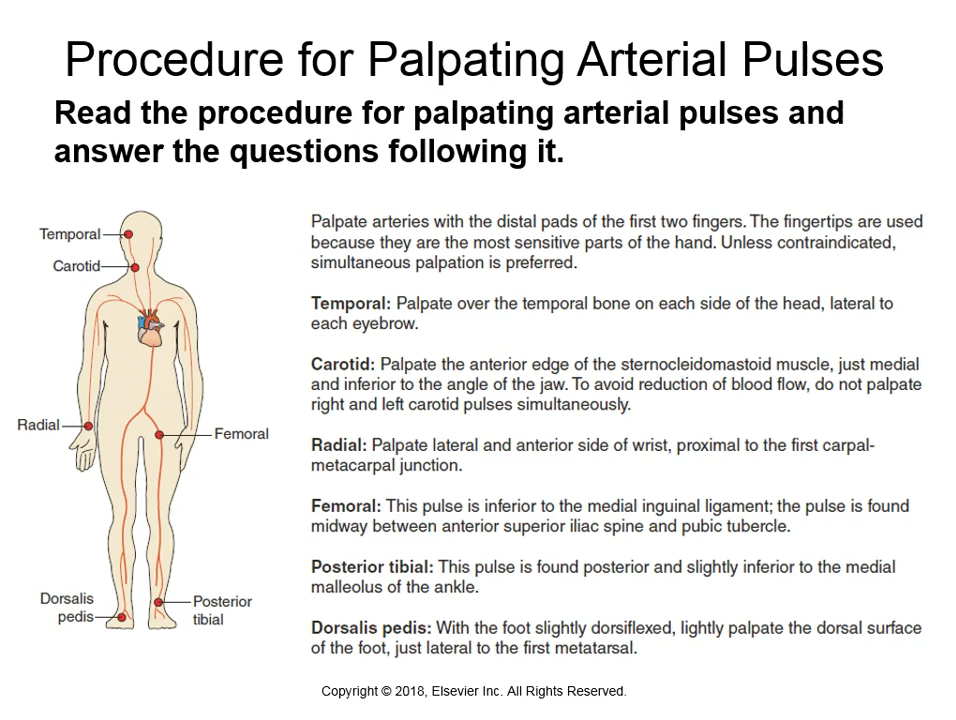 Procedure for Palpating Arterial Pulses
Read the procedure for palpating arterial pulses and
answer the questions following it.
Temporal
Carotid
Radial
Femoral
Dorsalis
pedis
Posterior
tibial
Palpate arteries with the distal pads of the first two fingers. The fingertips are used
because they are the most sensitive parts of the hand. Unless contraindicated,
simultaneous palpation is preferred.
Temporal: Palpate over the temporal bone on each side of the head, lateral to
each eyebrow.
Carotid: Palpate the anterior edge of the sternocleidomastoid muscle, just medial
and inferior to the angle of the jaw. To avoid reduction of blood flow, do not palpate
right and left carotid pulses simultaneously.
Radial: Palpate lateral and anterior side of wrist, proximal to the first carpal-
metacarpal junction.
Femoral: This pulse is inferior to the medial inguinal ligament; the pulse is found
midway between anterior superior iliac spine and pubic tubercle.
Posterior tibial: This pulse is found posterior and slightly inferior to the medial
malleolus of the ankle.
Dorsalis pedis: With the foot slightly dorsiflexed, lightly palpate the dorsal surface
of the foot, just lateral to the first metatarsal.
Copyright © 2018, Elsevier Inc. All Rights Reserved.